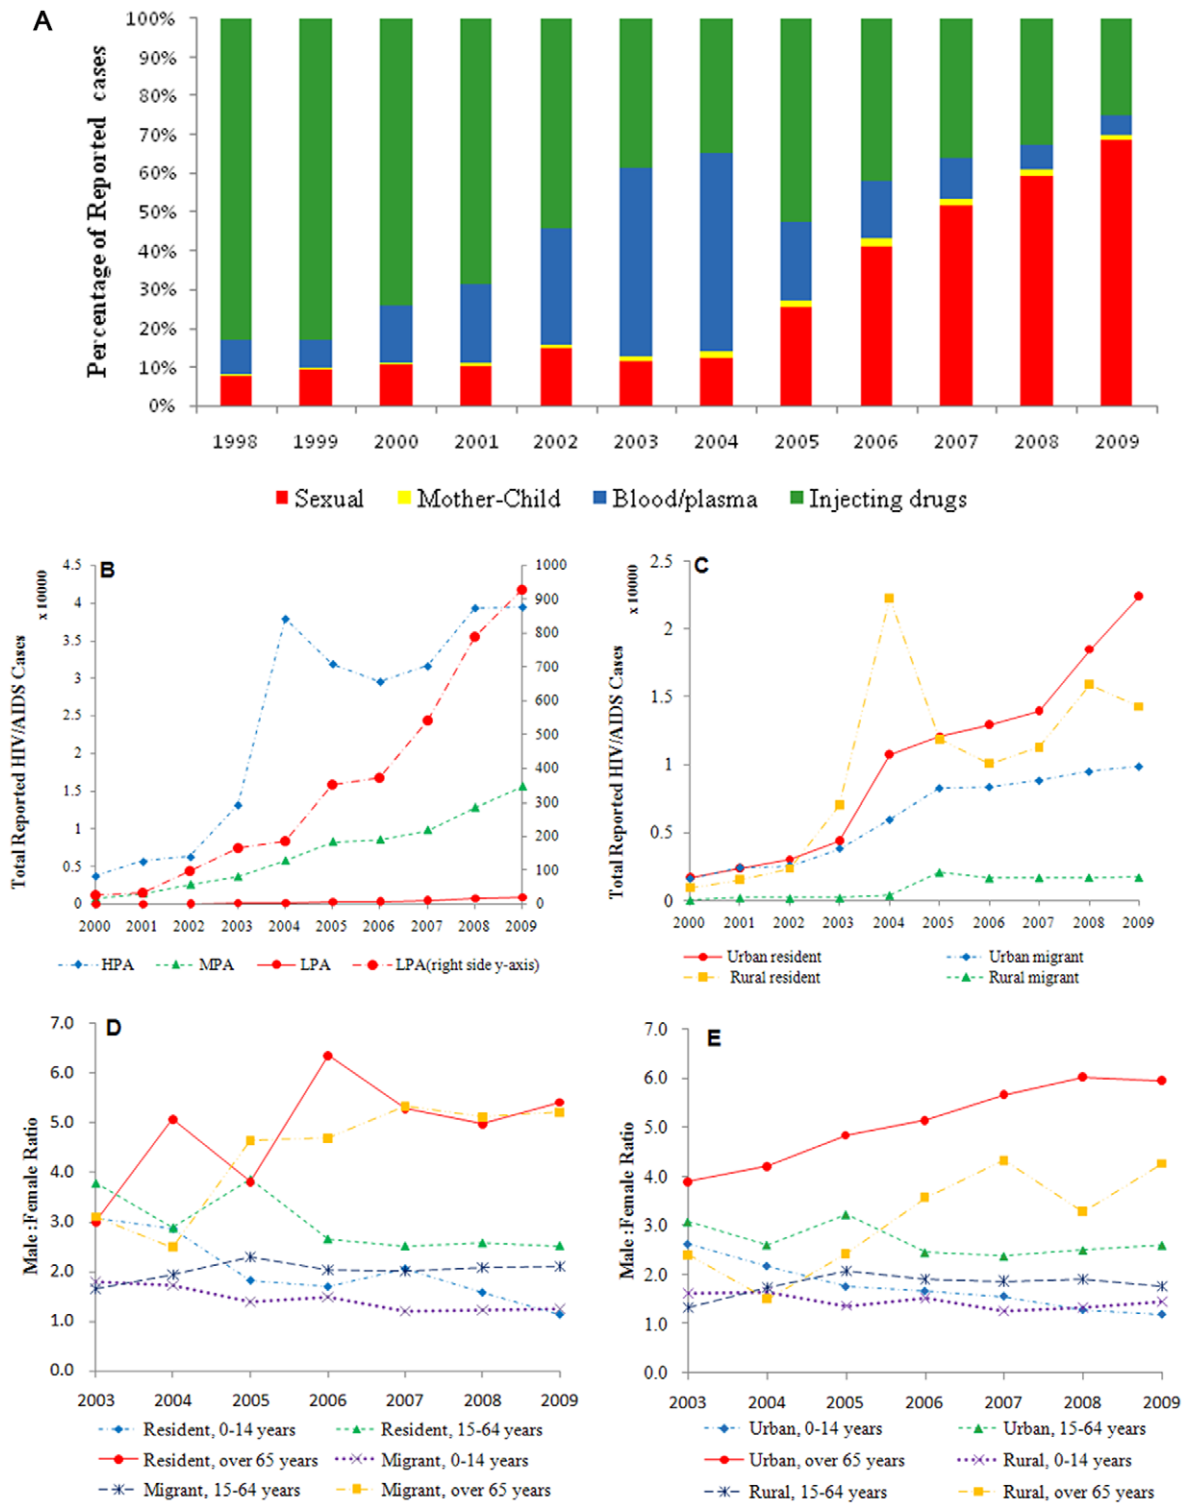 A
Percentage of Reported cases
100%
90%
80%
70%
60%
50%
40%
30%
20%
10%
0%
1998 1999 2000 2001 2002 2003 2004 2005 2006 2007 2008 2009
Sexual Mother-Child Blood/plasma Injecting drugs
B
Total Reported HIV/AIDS Cases
x 10000
4.5
4
3.5
3
2.5
2
1.5
1
0.5
0
1000
900
800
700
600
500
400
300
200
100
0
2000 2001 2002 2003 2004 2005 2006 2007 2008 2009
HPA MPA LPA LPA(right side y-axis)
C
Total Reported HIV/AIDS Cases
x 10000
2.5
2
1.5
1
0.5
0
2000 2001 2002 2003 2004 2005 2006 2007 2008 2009
Urban resident Urban migrant
Rural resident Rural migrant
D
Male :Female Ratio
7.0
6.0
5.0
4.0
3.0
2.0
1.0
0.0
2003 2004 2005 2006 2007 2008 2009
Resident, 0-14 years Resident, 15-64 years
Resident, over 65 years Migrant, 0-14 years
Migrant, 15-64 years Migrant, over 65 years
E
Male :Female Ratio
7.0
6.0
5.0
4.0
3.0
2.0
1.0
0.0
2003 2004 2005 2006 2007 2008 2009
Urban, 0-14 years Urban, 15-64 years
Urban, over 65 years Rural, 0-14 years
Rural, 15-64 years Rural, over 65 years